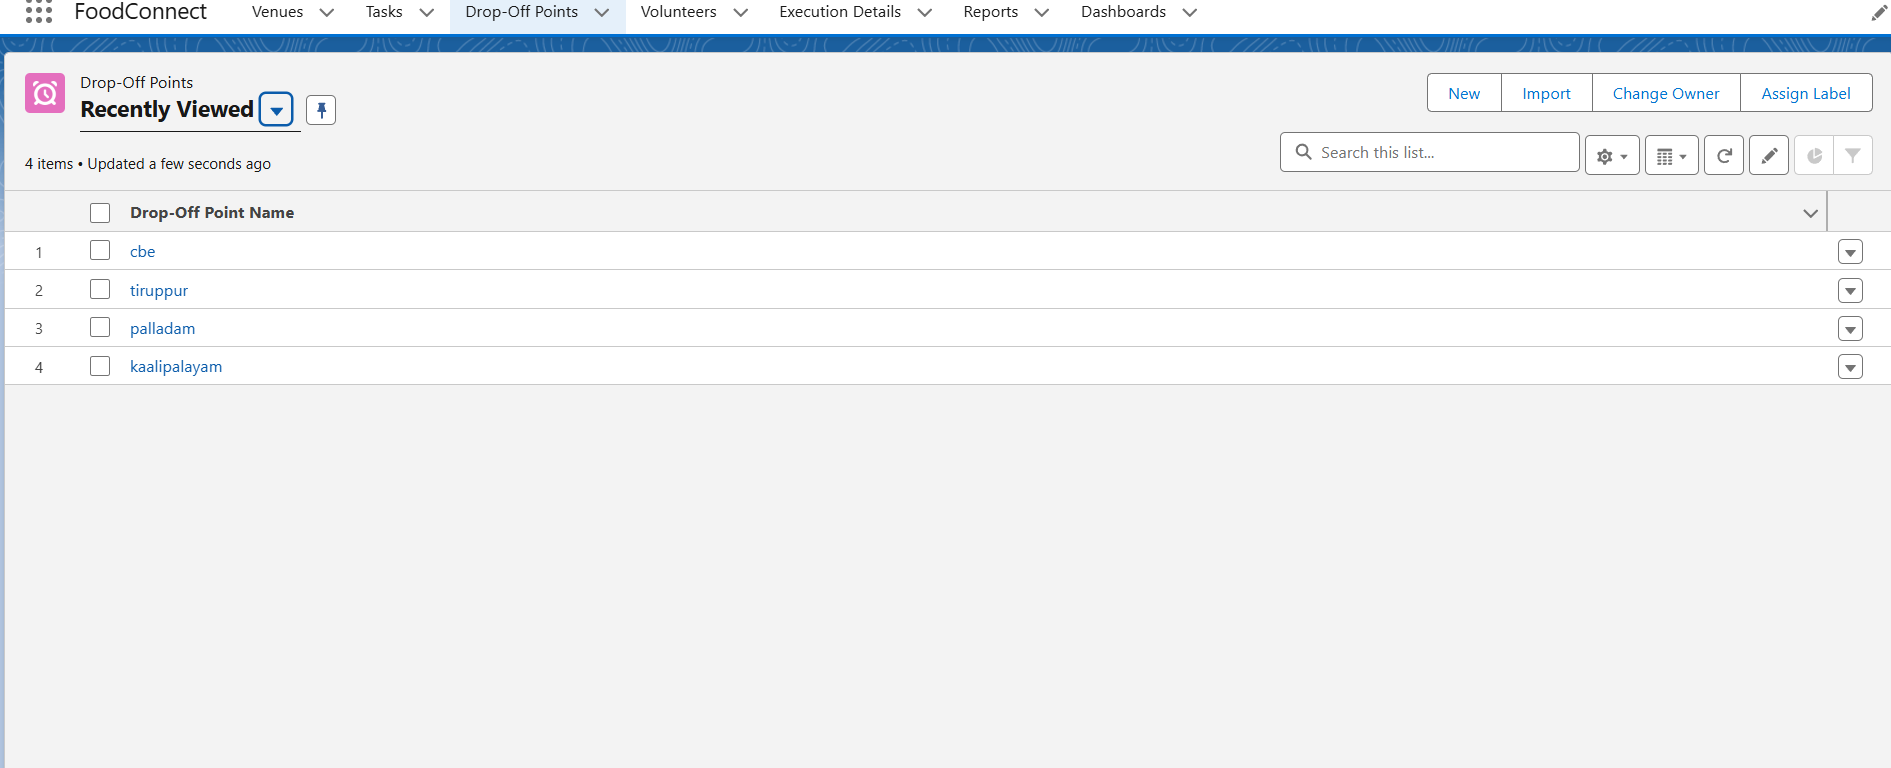 FoodConnect Venues Tasks Drop-Off Points Volunteers Execution Details Reports Dashboards
Drop-Off Points
Recently Viewed
New Import Change Owner Assign Label
4 items • Updated a few seconds ago
Search this list...
Drop-Off Point Name
1 cbe
2 tiruppur
3 palladam
4 kaalipalayam